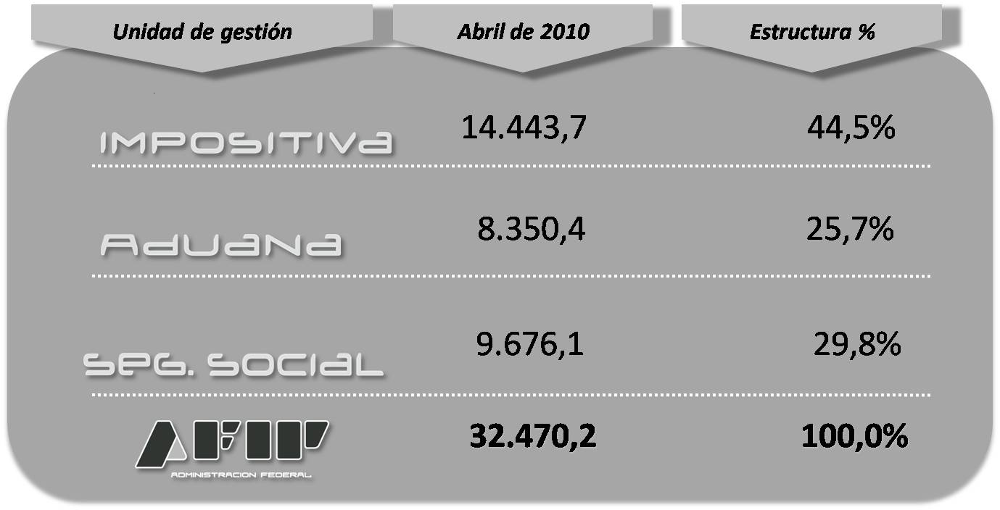 Unidad de gestión Abril de 2010 Estructura %
IMPOSITIVa 14.443,7 44,5%
ADUANA 8.350,4 25,7%
SEG. SOCIAL 9.676,1 29,8%
AFIP 32.470,2 100,0%
ADMINISTRACION FEDERAL